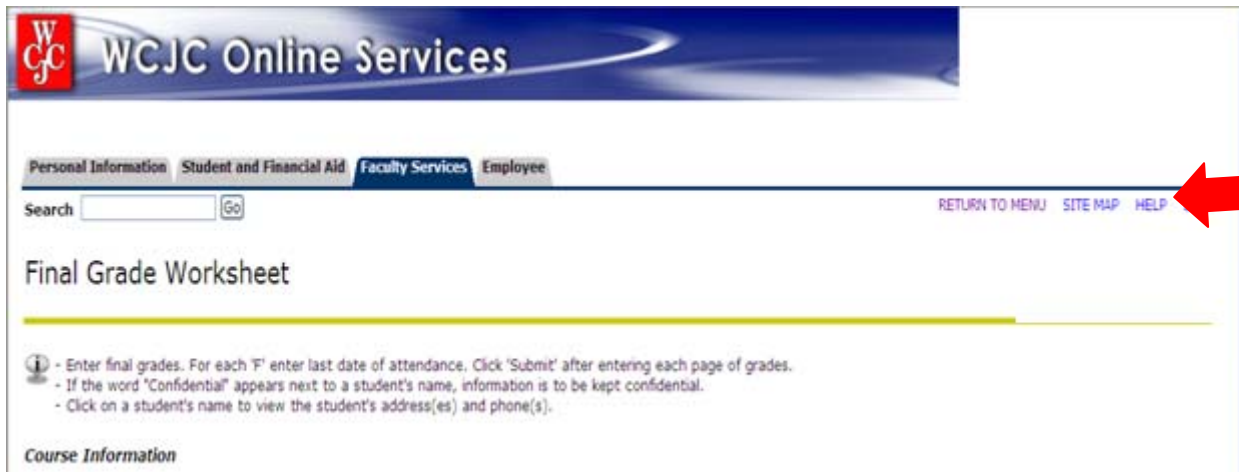 WCJC WCJC Online Services
Personal Information Student and Financial Aid Faculty Services Employee
Search Go RETURN TO MENU SITE MAP HELP
Final Grade Worksheet
- Enter final grades. For each 'F' enter last date of attendance. Click 'Submit' after entering each page of grades.
- If the word "Confidential" appears next to a student's name, information is to be kept confidential.
- Click on a student's name to view the student's address(es) and phone(s).
Course Information